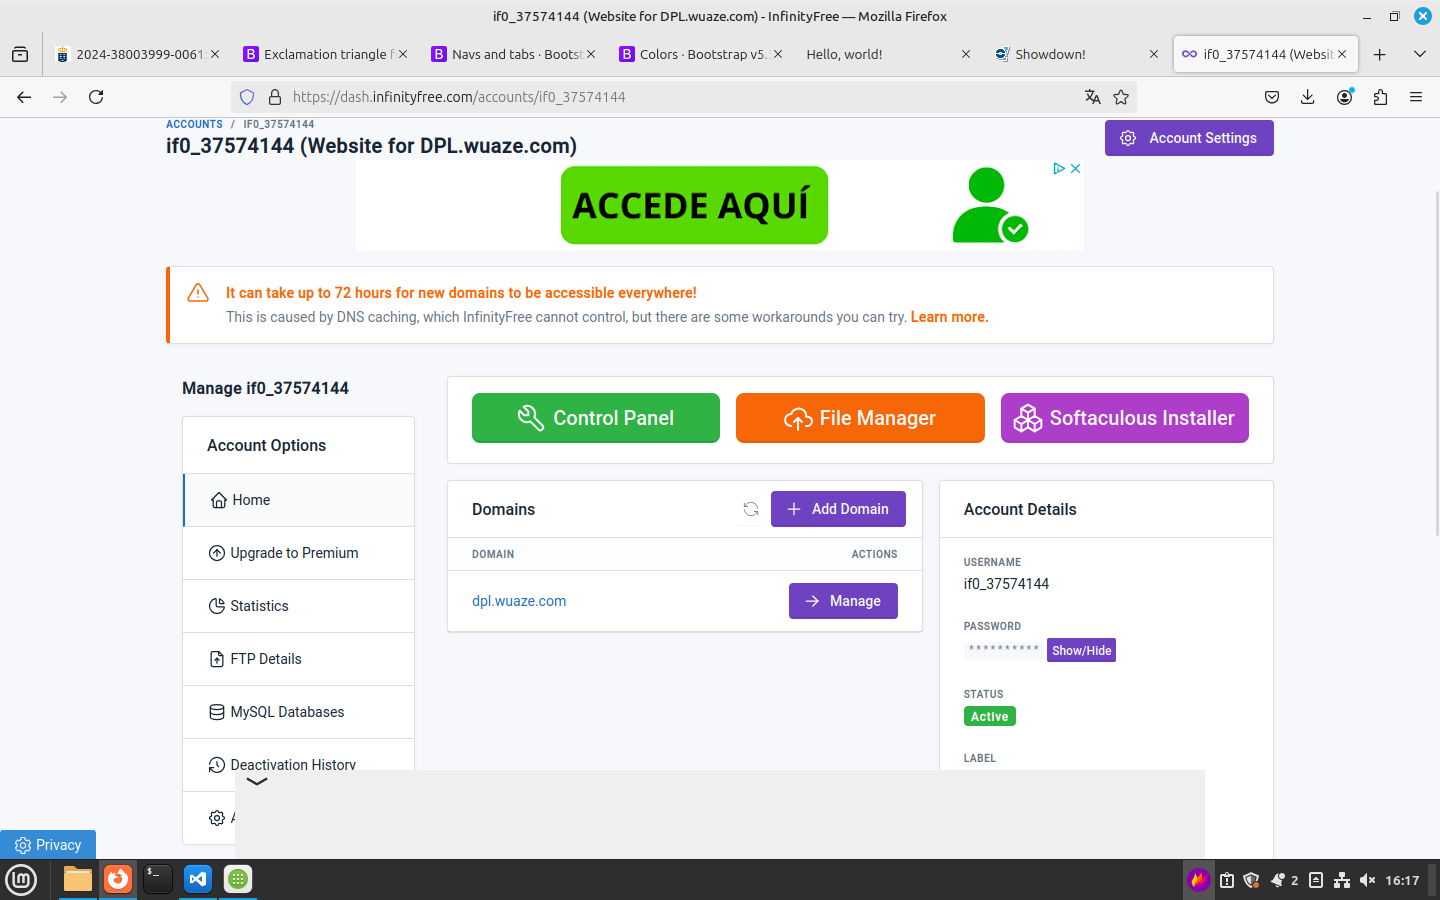 if0_37574144 (Website for DPL.wuaze.com) - InfinityFree — Mozilla Firefox
2024-38003999-0061
Exclamation triangle f
Navs and tabs · Bootst
Colors · Bootstrap v5.
Hello, world!
Showdown!
if0_37574144 (Websit
https://dash.infinityfree.com/accounts/if0_37574144
ACCOUNTS / IF0_37574144
if0_37574144 (Website for DPL.wuaze.com)
Account Settings
ACCEDE AQUÍ
It can take up to 72 hours for new domains to be accessible everywhere!
This is caused by DNS caching, which InfinityFree cannot control, but there are some workarounds you can try. Learn more.
Manage if0_37574144
Account Options
Home
Upgrade to Premium
Statistics
FTP Details
MySQL Databases
Deactivation History
Control Panel
File Manager
Softaculous Installer
Domains
Add Domain
DOMAIN
ACTIONS
dpl.wuaze.com
Manage
Account Details
USERNAME
if0_37574144
PASSWORD
**********
Show/Hide
STATUS
Active
LABEL
Privacy
2
16:17